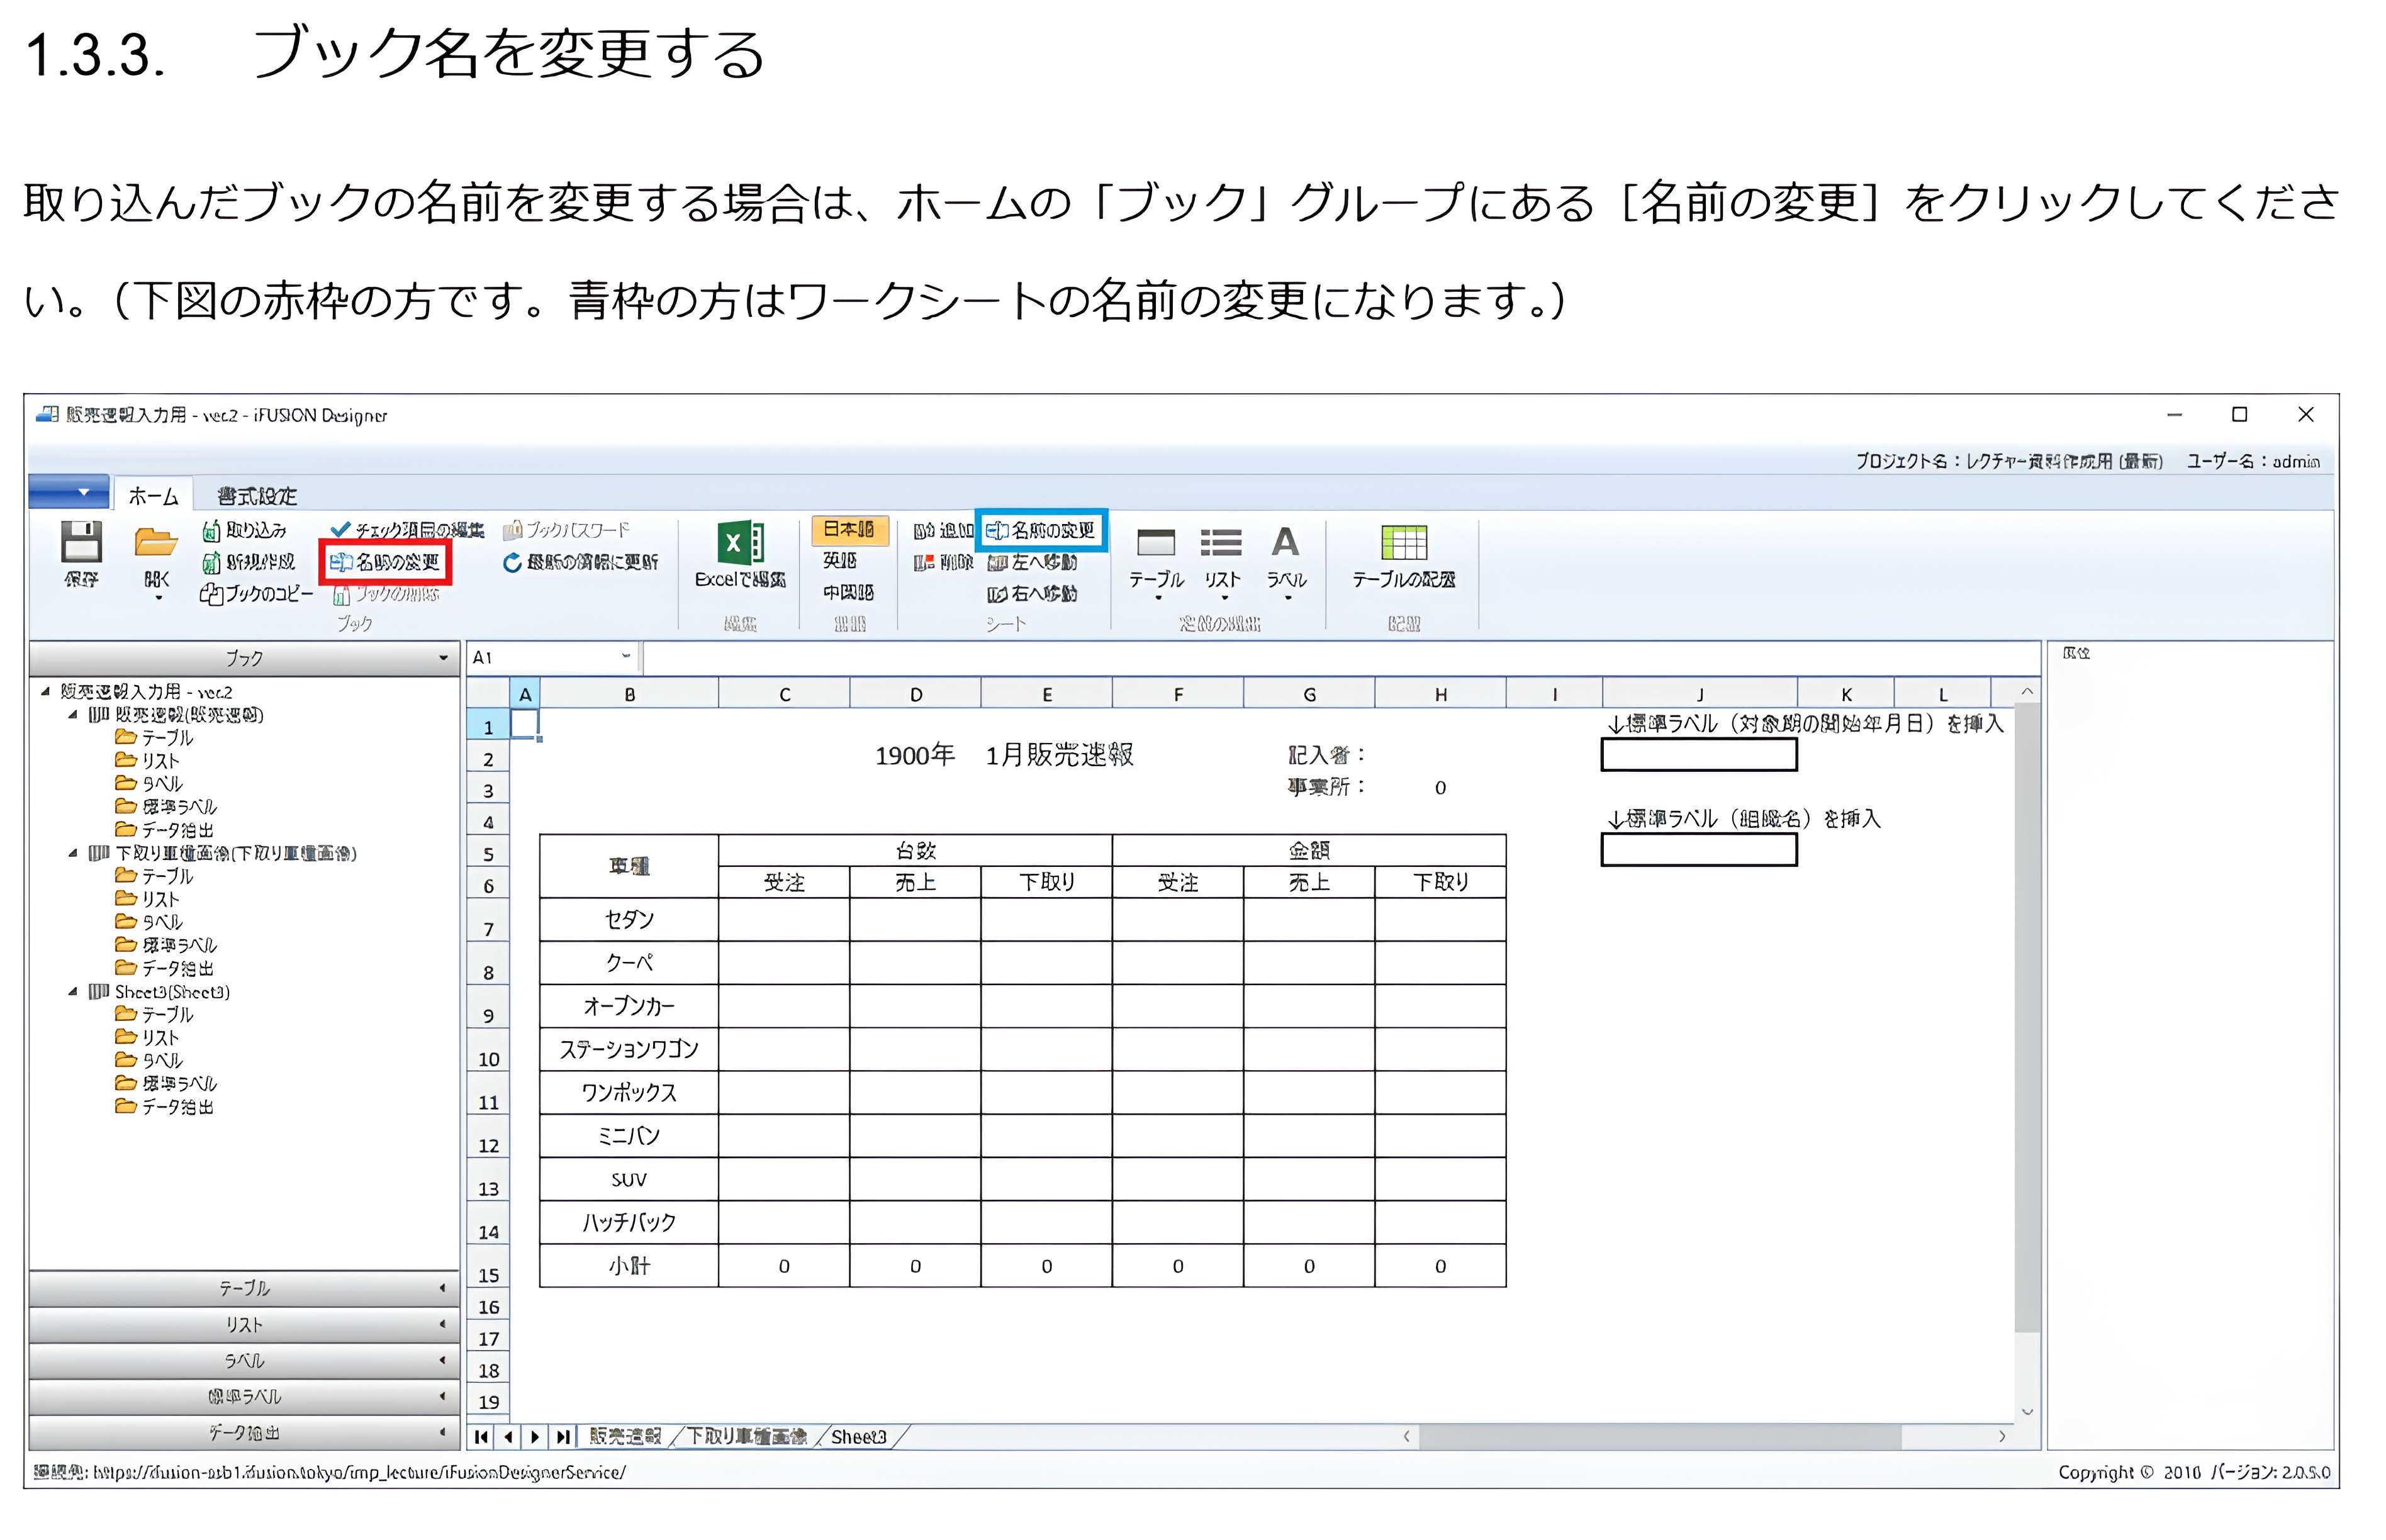 1.3.3. ブック名を変更する
取り込んだブックの名前を変更する場合は、ホームの「ブック」グループにある［名前の変更］をクリックしてくださ
い。（下図の赤枠の方です。青枠の方はワークシートの名前の変更になります。）
販売速報入力用 - ver.2 - iFUSION Designer
プロジェクト名：レクチャー資料作成用 (最新) ユーザー名：admin
ホーム 書式設定
取り込み チェック項目の編集 ブックパスワード 日本語 追加 名前の変更
新規作成 名前の変更 最新の情報に更新 英語 削除 左へ移動
保存 開く Excelで編集 テーブル リスト ラベル テーブルの配置
ブックのコピー ブックの削除 中国語 右へ移動
ブック 編集 言語 シート 配置
ブック A1
販売速報入力用 - ver.2
販売速報(販売速報)
テーブル
リスト
ラベル
標準ラベル
データ抽出
下取り車種画像(下取り車種画像)
テーブル
リスト
ラベル
標準ラベル
データ抽出
Sheet3(Sheet3)
テーブル
リスト
ラベル
標準ラベル
データ抽出
テーブル
リスト
ラベル
標準ラベル
データ抽出
A B C D E F G H I J K L
1 ↓標準ラベル（対象期の開始年月日）を挿入
2 1900年 1月販売速報 記入者：
3 事業所： 0
4 ↓標準ラベル（組織名）を挿入
5 車種 台数 金額
6 受注 売上 下取り 受注 売上 下取り
7 セダン
8 クーペ
9 オープンカー
10 ステーションワゴン
11 ワンボックス
12 ミニバン
13 SUV
14 ハッチバック
15 小計 0 0 0 0 0 0
16
17
18
19
販売速報 下取り車種画像 Sheet3
Copyright © 2016 バージョン: 2.0.5.0